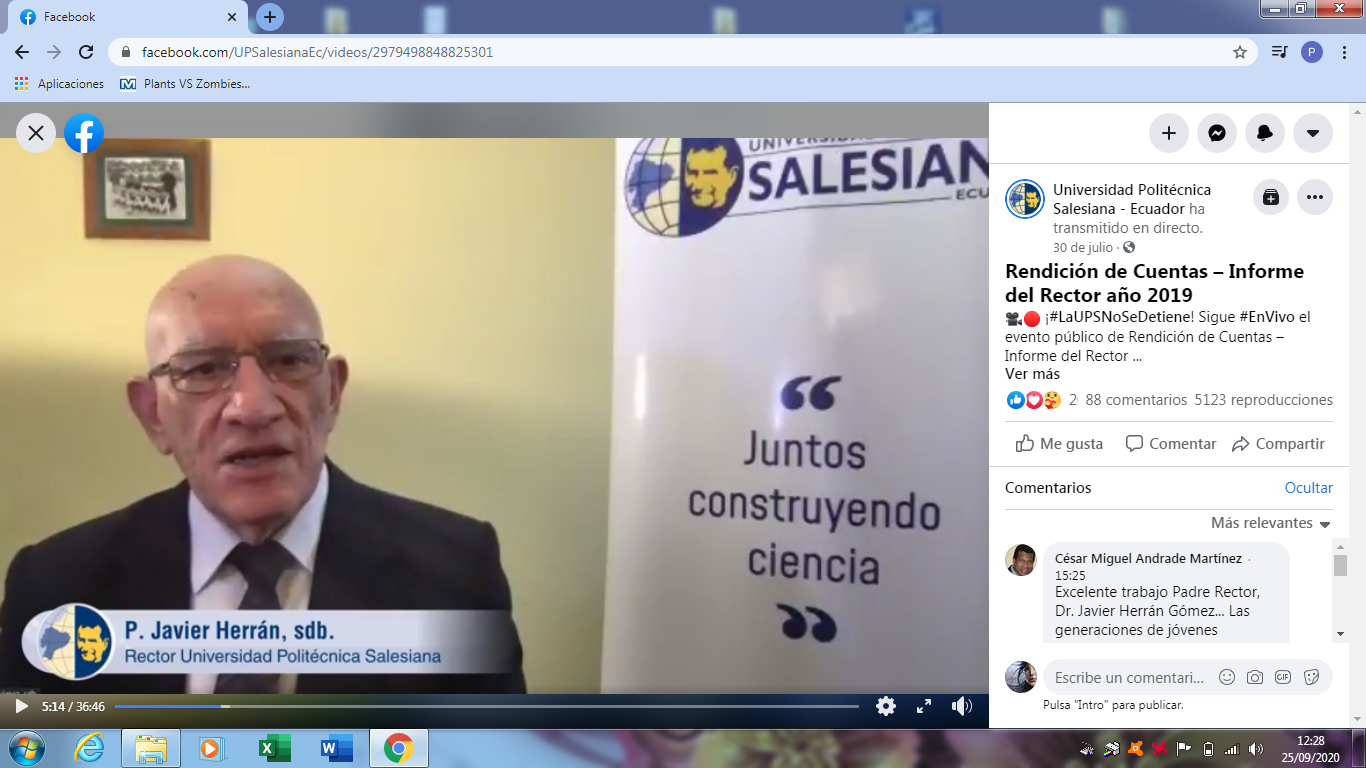 Facebook
facebook.com/UPSalesianaEc/videos/2979498848825301
P
Aplicaciones
Plants VS Zombies...
SALESIAN
Juntos
construyendo
ciencia
P. Javier Herrán, sdb.
Rector Universidad Politécnica Salesiana
5:14 / 36:46
Universidad Politécnica
Salesiana - Ecuador ha
transmitido en directo.
30 de julio ·
Rendición de Cuentas – Informe
del Rector año 2019
¡#LaUPSNoSeDetiene! Sigue #EnVivo el
evento público de Rendición de Cuentas –
Informe del Rector ...
Ver más
2 88 comentarios 5123 reproducciones
Me gusta Comentar Compartir
Comentarios Ocultar
Más relevantes
César Miguel Andrade Martínez ·
15:25
Excelente trabajo Padre Rector,
Dr. Javier Herrán Gómez... Las
generaciones de jóvenes
Escribe un comentari... GIF
Pulsa "Intro" para publicar.
12:28
25/09/2020